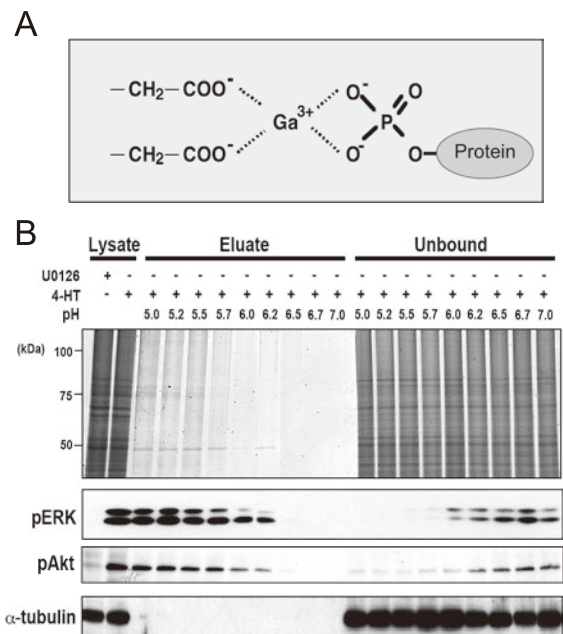 A
–CH₂–COO⁻
–CH₂–COO⁻
Ga³⁺
O⁻ O
P
O⁻ O– Protein
B
Lysate Eluate Unbound
U0126 + - - - - - - - - - - - - - - - - - - -
4-HT - + + + + + + + + + + + + + + + + + + +
pH 5.0 5.2 5.5 5.7 6.0 6.2 6.5 6.7 7.0 5.0 5.2 5.5 5.7 6.0 6.2 6.5 6.7 7.0
(kDa) 100
75
50
pERK
pAkt
α-tubulin